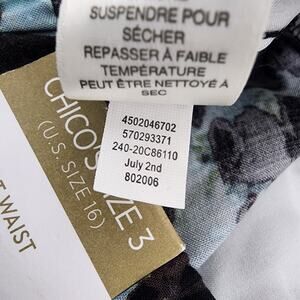 SUSPENDRE POUR
SÉCHER
REPASSER À FAIBLE
TEMPÉRATURE
PEUT ÊTRE NETTOYÉ À
SEC
4502046702
570293371
240-20C86110
July 2nd
802006
CHICO'S SIZE 3
(U.S. SIZE 16)
WAIST